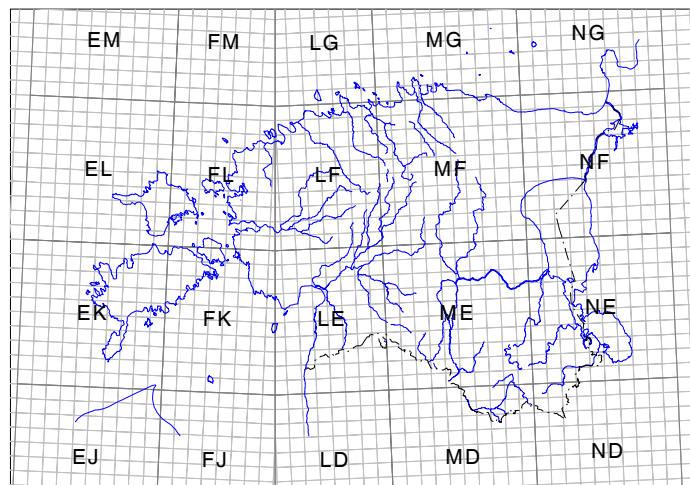 EM FM LG MG NG
EL FL LF MF NF
EK FK LE ME NE
EJ FJ LD MD ND